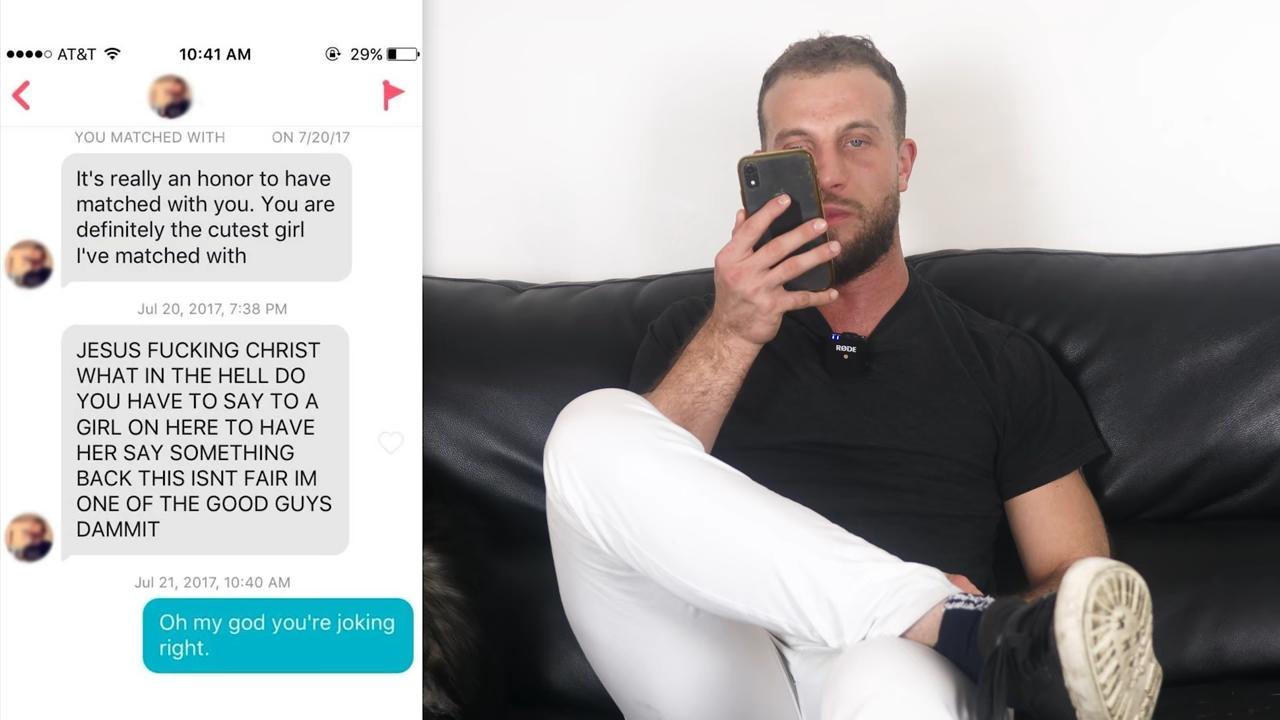 AT&T
10:41 AM
29%
YOU MATCHED WITH ON 7/20/17
It's really an honor to have
matched with you. You are
definitely the cutest girl
I've matched with
Jul 20, 2017, 7:38 PM
JESUS FUCKING CHRIST
WHAT IN THE HELL DO
YOU HAVE TO SAY TO A
GIRL ON HERE TO HAVE
HER SAY SOMETHING
BACK THIS ISNT FAIR IM
ONE OF THE GOOD GUYS
DAMMIT
Jul 21, 2017, 10:40 AM
Oh my god you're joking
right.
RØDE